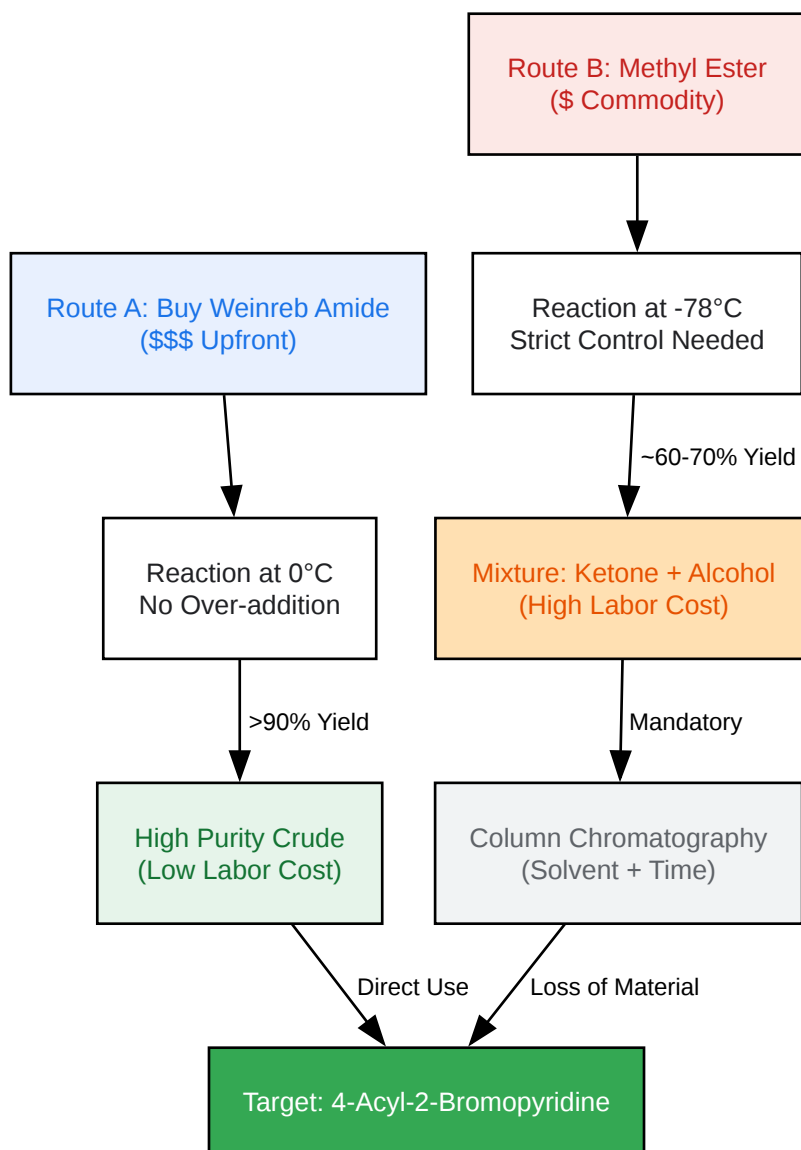 Route B: Methyl Ester
($ Commodity)
Route A: Buy Weinreb Amide
($$$ Upfront)
Reaction at -78°C
Strict Control Needed
~60-70% Yield
Reaction at 0°C
No Over-addition
Mixture: Ketone + Alcohol
(High Labor Cost)
>90% Yield
Mandatory
High Purity Crude
(Low Labor Cost)
Column Chromatography
(Solvent + Time)
Direct Use
Loss of Material
Target: 4-Acyl-2-Bromopyridine